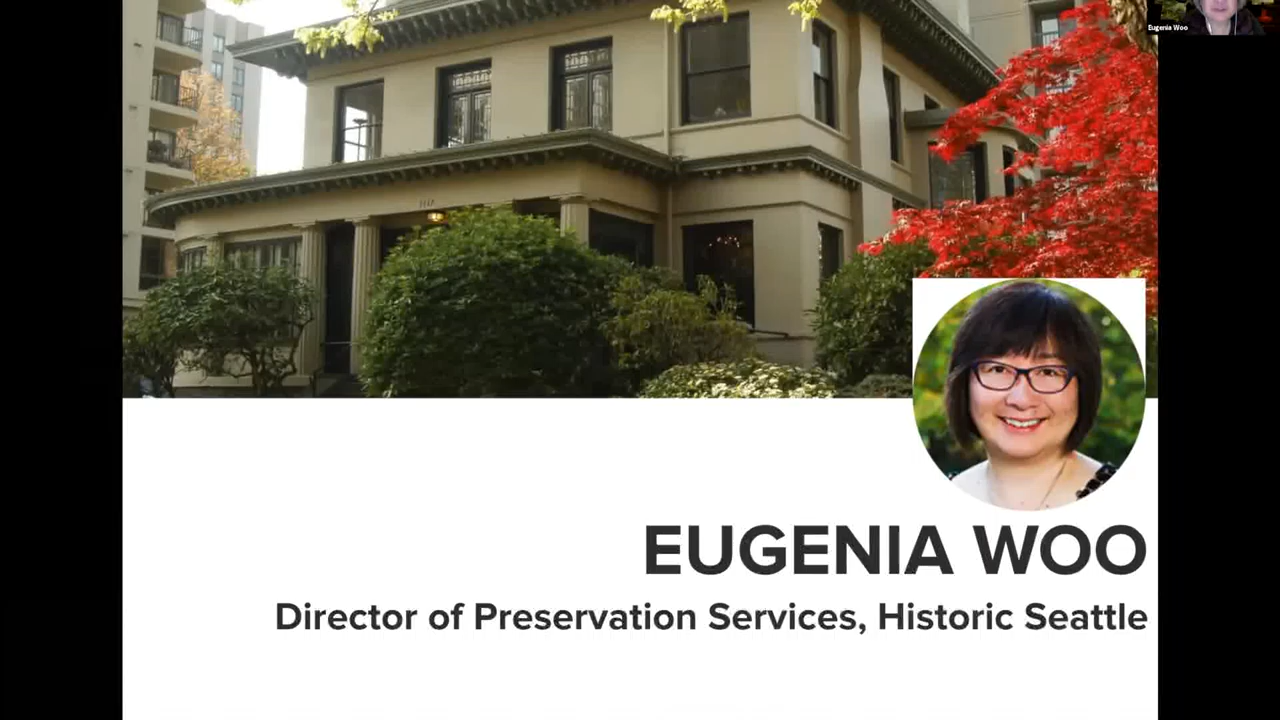 Eugenia Woo
EUGENIA WOO
Director of Preservation Services, Historic Seattle